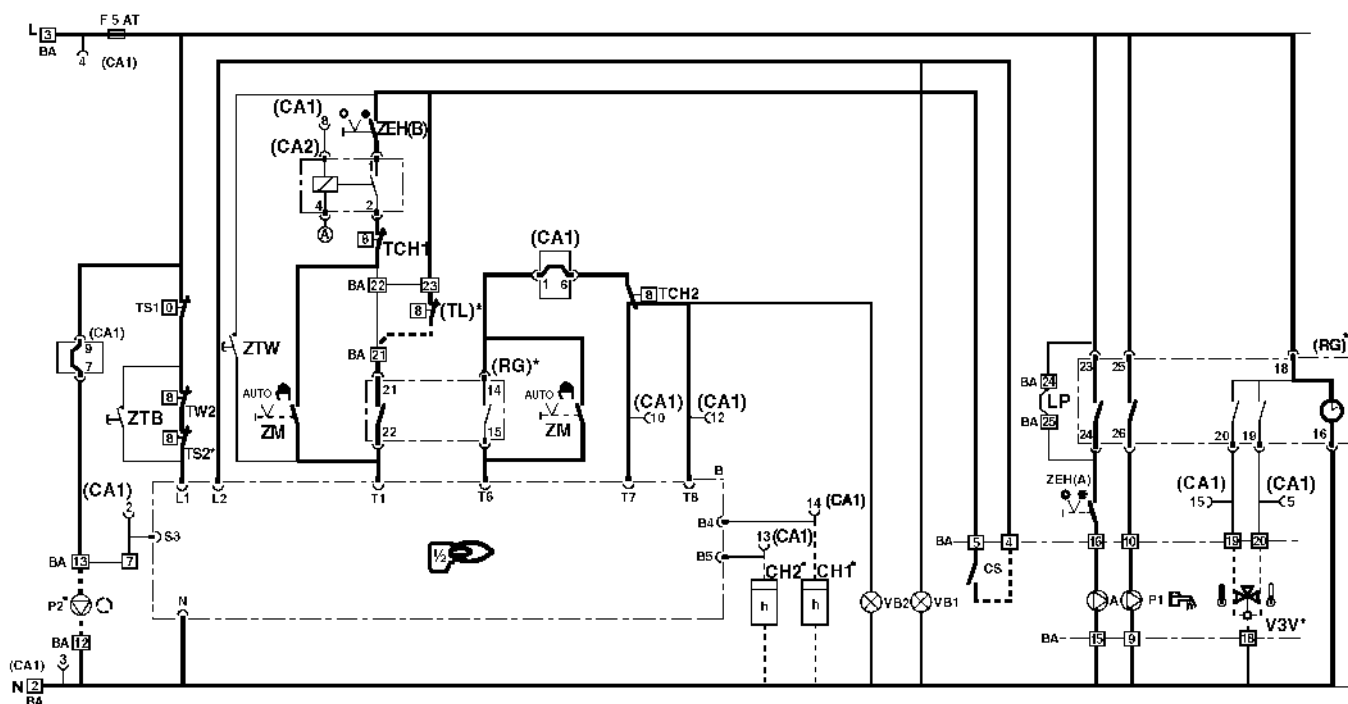 F 5 AT
L 3
BA
4 (CA1)
(CA1)
8
ZEH(B)
(CA2)
1
4 2
A
8 TCH1
(CA1)
BA 22 23
1 6
8 TCH2
8 (TL)*
TS1 0
(CA1)
9
7
ZTW
BA 21
(RG)*
(RG)*
21 14
23 25 18
AUTO AUTO
BA 24
LP
BA 25
8 TW2
ZTB
ZM
22 15
ZM
(CA1)
10
(CA1)
12
24 26 20 19 16
8 TS2*
ZEH(A)
(CA1)
15
(CA1)
5
(CA1)
2
L1 L2 T1 T6 T7 T8 B
14 (CA1)
B4
13 (CA1)
S3
B5
BA 5 4 16 10 19 20
BA 13 7
1/2
CS
CH2* CH1*
h h
P2*
N
VB2 VB1
A P1
V3V*
BA 12
BA 15 9 18
(CA1) 3
N 2
BA